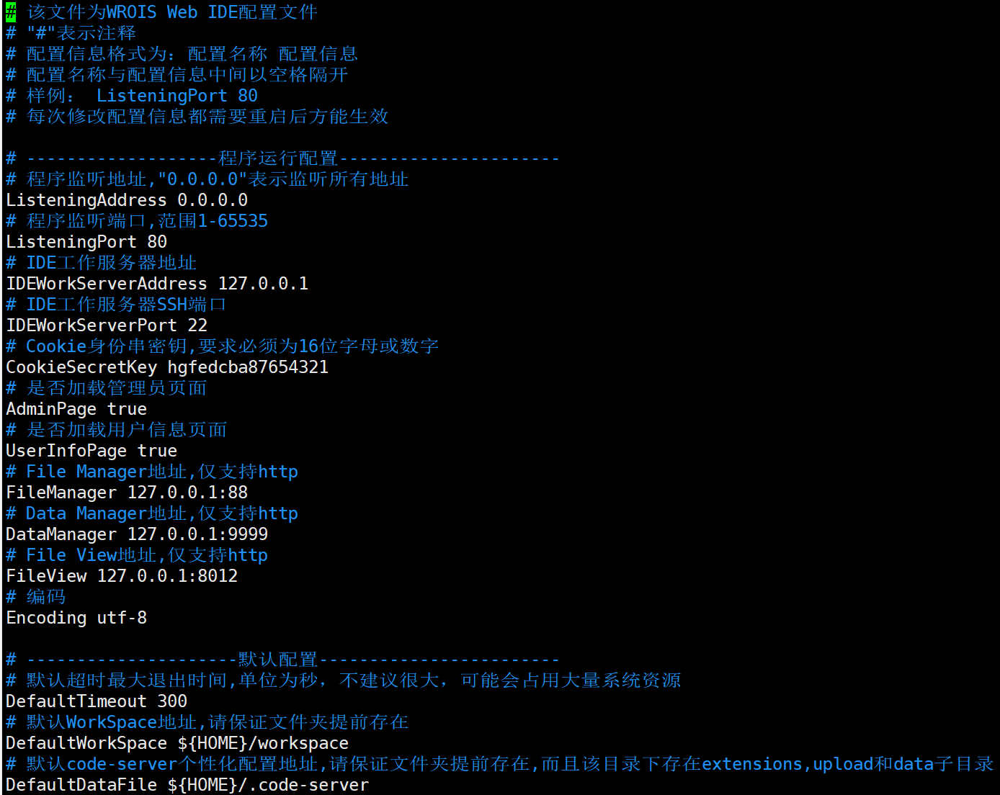 # 该文件为WROIS Web IDE配置文件
# "#"表示注释
# 配置信息格式为：配置名称 配置信息
# 配置名称与配置信息中间以空格隔开
# 样例： ListeningPort 80
# 每次修改配置信息都需要重启后方能生效
# -------------------程序运行配置----------------------
# 程序监听地址,"0.0.0.0"表示监听所有地址
ListeningAddress 0.0.0.0
# 程序监听端口,范围1-65535
ListeningPort 80
# IDE工作服务器地址
IDEWorkServerAddress 127.0.0.1
# IDE工作服务器SSH端口
IDEWorkServerPort 22
# Cookie身份串密钥,要求必须为16位字母或数字
CookieSecretKey hgfedcba87654321
# 是否加载管理员页面
AdminPage true
# 是否加载用户信息页面
UserInfoPage true
# File Manager地址,仅支持http
FileManager 127.0.0.1:88
# Data Manager地址,仅支持http
DataManager 127.0.0.1:9999
# File View地址,仅支持http
FileView 127.0.0.1:8012
# 编码
Encoding utf-8
# ---------------------默认配置------------------------
# 默认超时最大退出时间,单位为秒，不建议很大，可能会占用大量系统资源
DefaultTimeout 300
# 默认WorkSpace地址,请保证文件夹提前存在
DefaultWorkSpace ${HOME}/workspace
# 默认code-server个性化配置地址,请保证文件夹提前存在,而且该目录下存在extensions,upload和data子目录
DefaultDataFile ${HOME}/.code-server